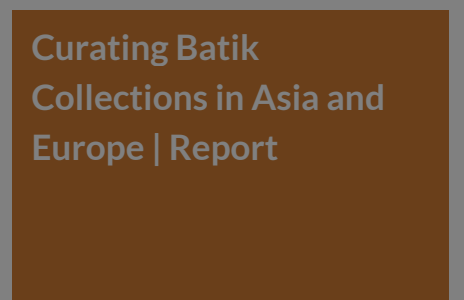 Curating Batik
Collections in Asia and
Europe | Report